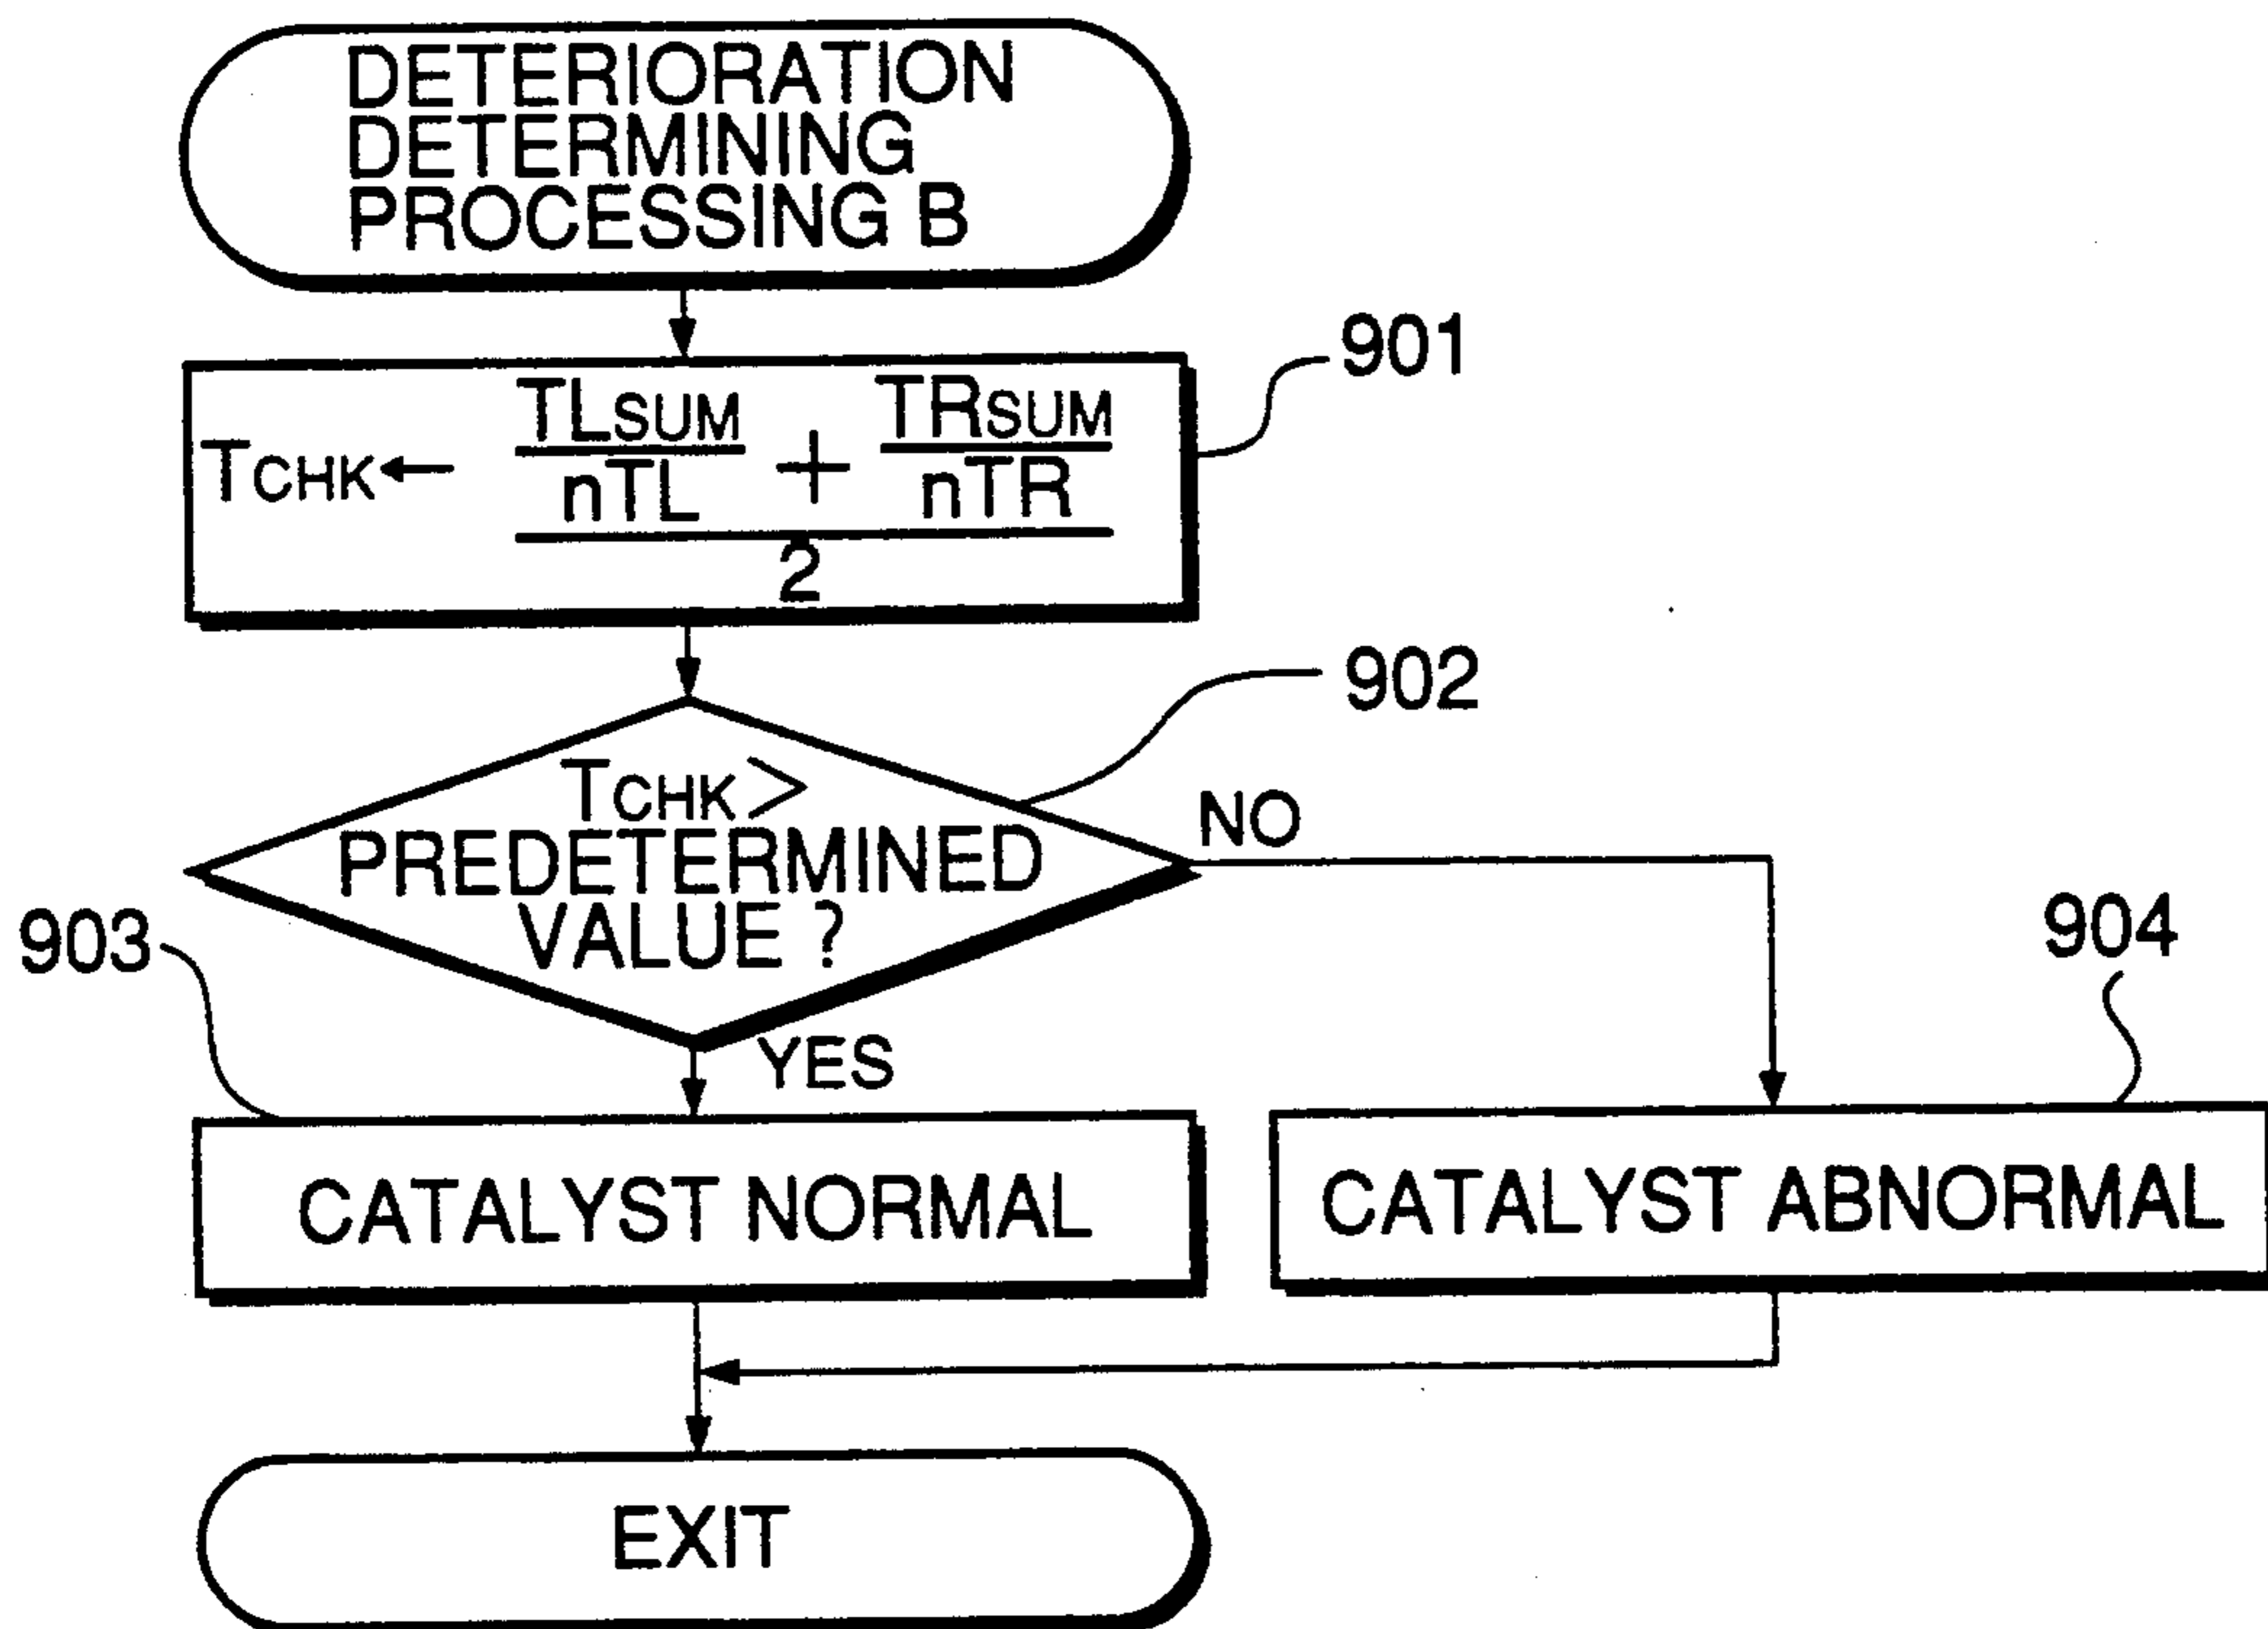 DETERIORATION
DETERMINING
PROCESSING B
901
TLSUM TRSUM
TCHK← +
nTL nTR
2
902
TCHK>
PREDETERMINED
VALUE ?
NO
903
904
YES
CATALYST NORMAL
CATALYST ABNORMAL
EXIT